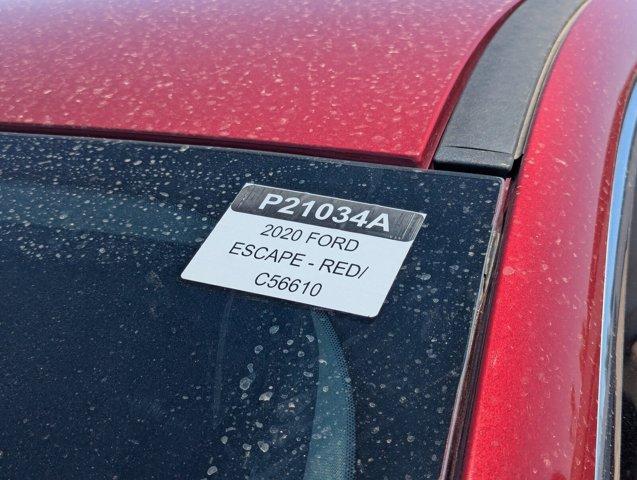 P21034A
2020 FORD
ESCAPE - RED/
C56610